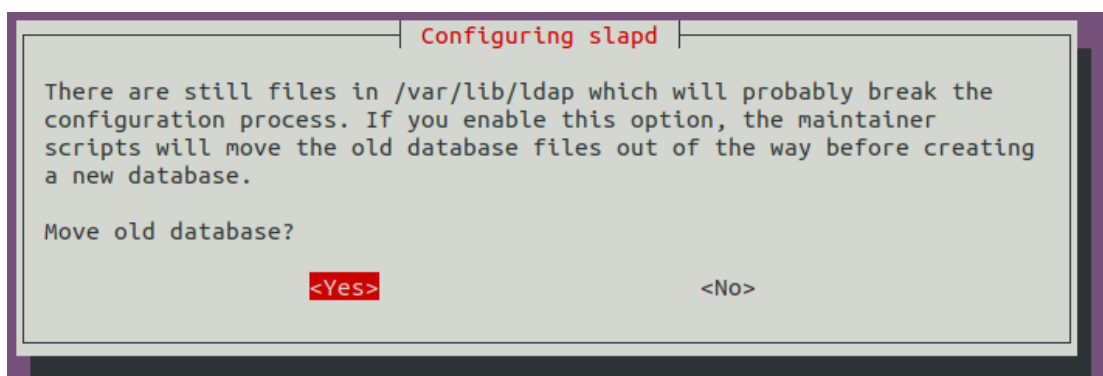 Configuring slapd
There are still files in /var/lib/ldap which will probably break the
configuration process. If you enable this option, the maintainer
scripts will move the old database files out of the way before creating
a new database.
Move old database?
<Yes> <No>